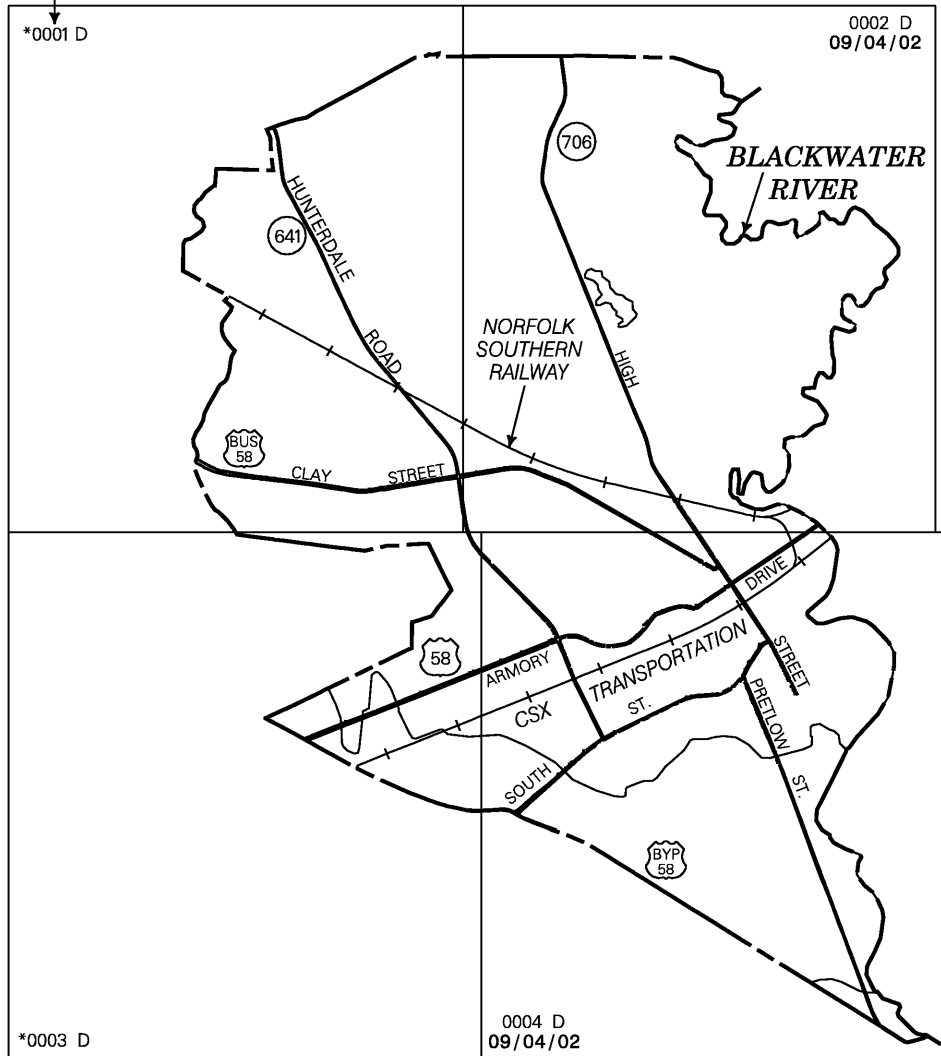 *0001 D
0002 D
09/04/02
706
BLACKWATER
RIVER
HUNTERDALE
641
NORFOLK
SOUTHERN
RAILWAY
ROAD
HIGH
BUS
58
CLAY
STREET
DRIVE
58
ARMORY
TRANSPORTATION
STREET
CSX
ST.
PRETLOW
SOUTH
ST.
BYP
58
*0003 D
0004 D
09/04/02